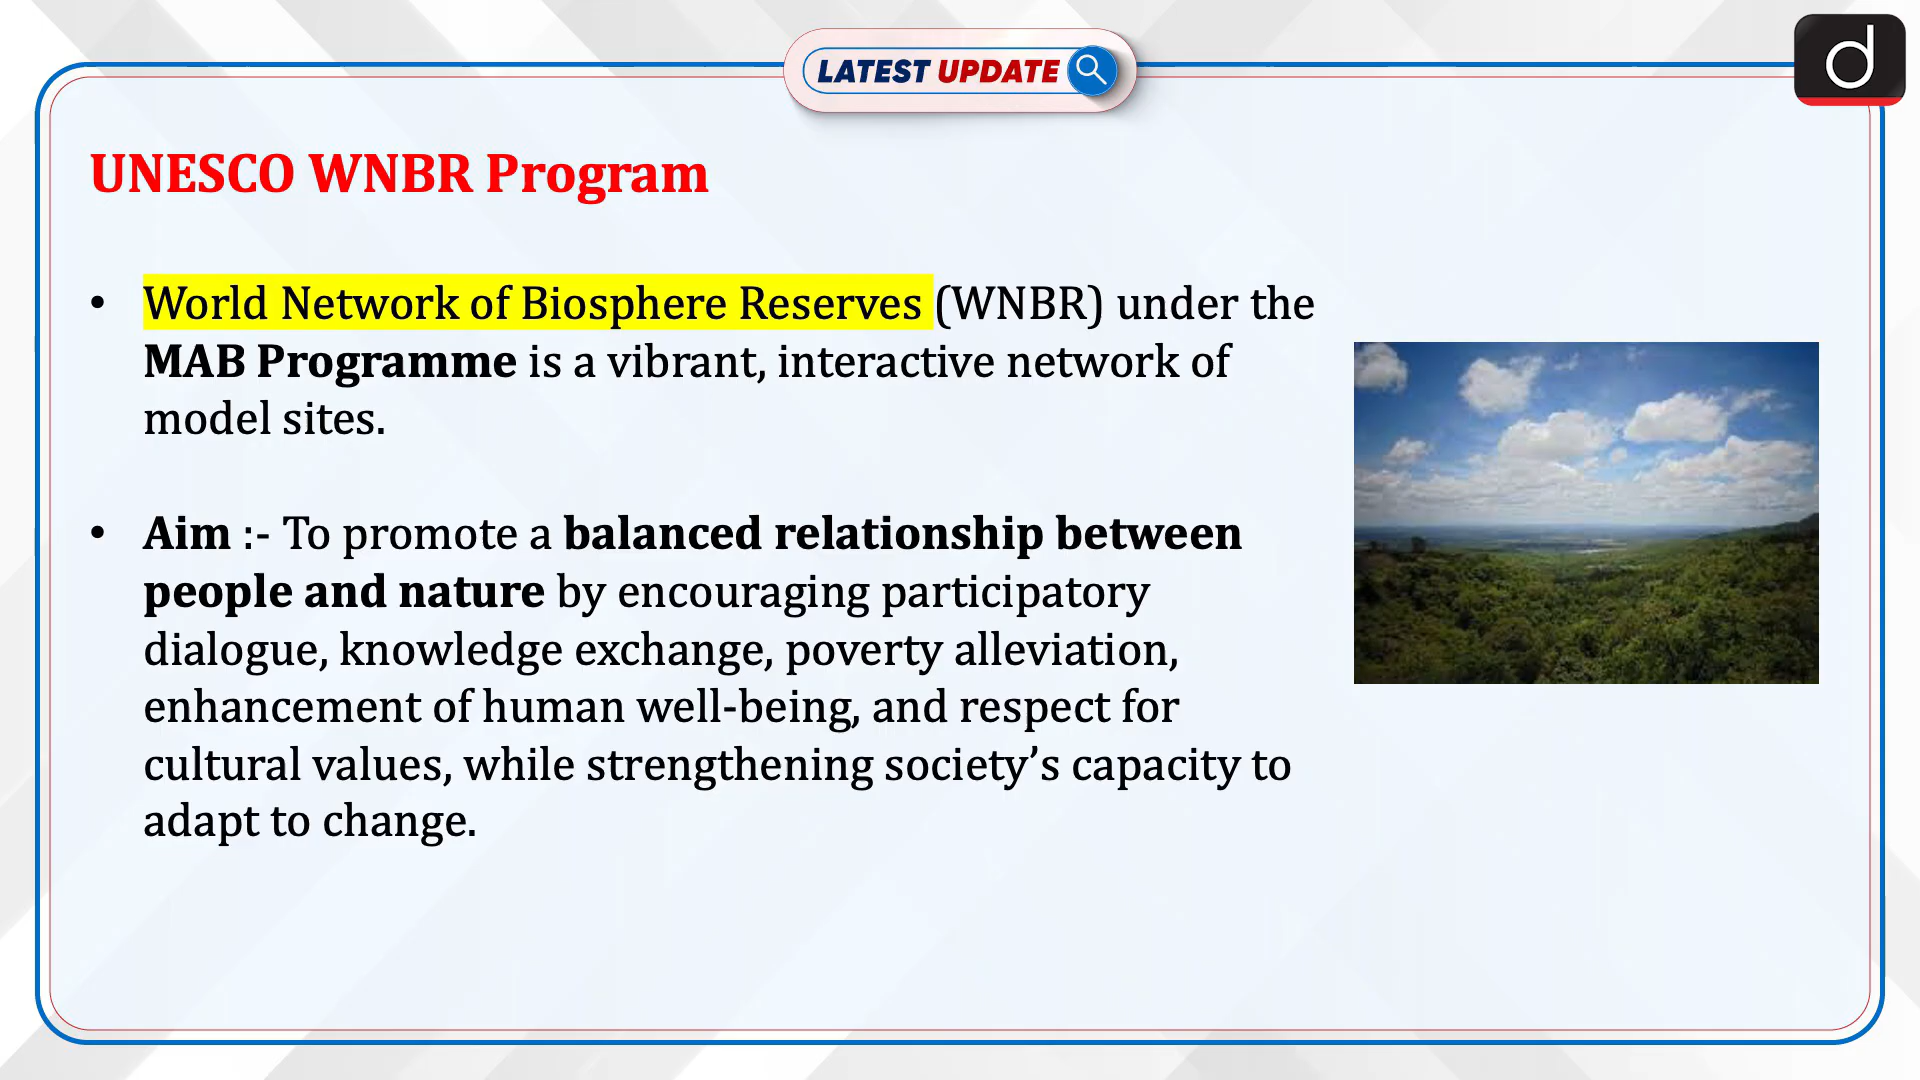 LATEST UPDATE
d
UNESCO WNBR Program
• World Network of Biosphere Reserves (WNBR) under the
MAB Programme is a vibrant, interactive network of
model sites.
• Aim :- To promote a balanced relationship between
people and nature by encouraging participatory
dialogue, knowledge exchange, poverty alleviation,
enhancement of human well-being, and respect for
cultural values, while strengthening society’s capacity to
adapt to change.